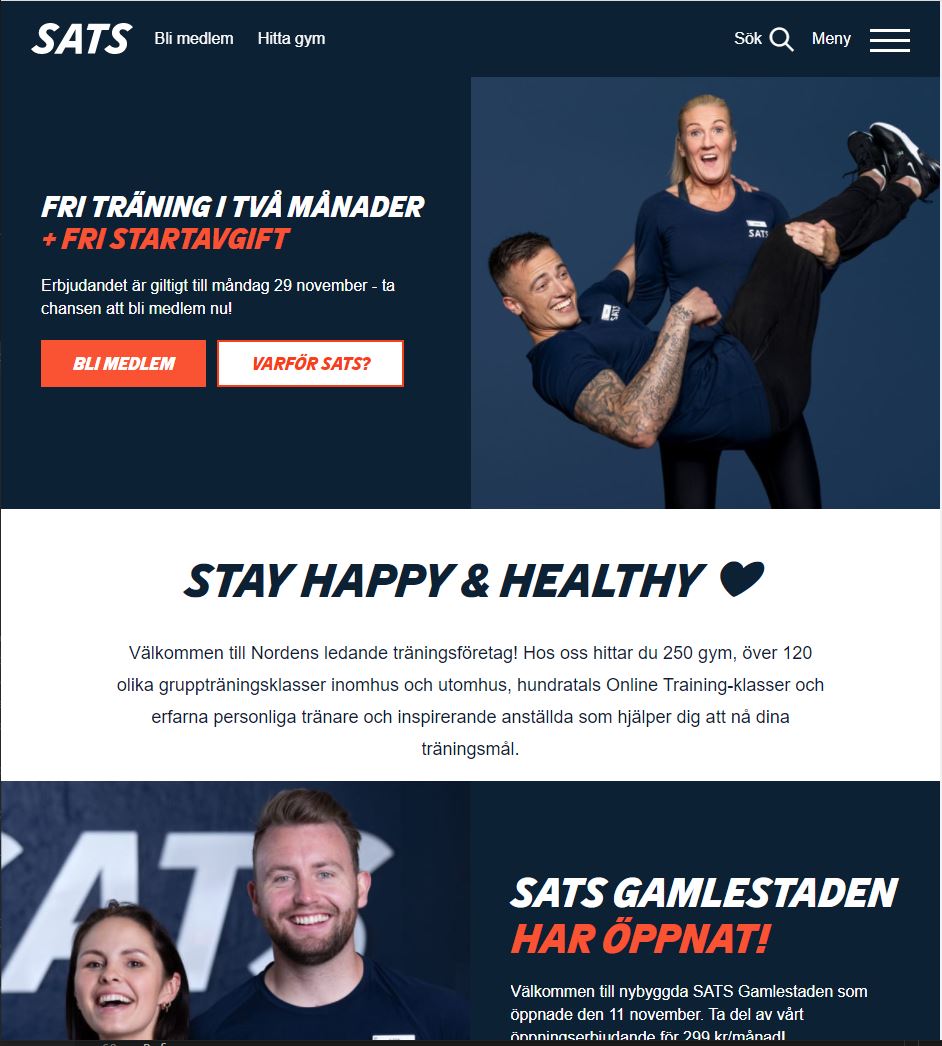 SATS
Bli medlem
Hitta gym
Sök
Meny
FRI TRÄNING I TVÅ MÅNADER
+ FRI STARTAVGIFT
Erbjudandet är giltigt till måndag 29 november - ta
chansen att bli medlem nu!
BLI MEDLEM
VARFÖR SATS?
SATS
SATS
STAY HAPPY & HEALTHY
Välkommen till Nordens ledande träningsföretag! Hos oss hittar du 250 gym, över 120
olika gruppträningsklasser inomhus och utomhus, hundratals Online Training-klasser och
erfarna personliga tränare och inspirerande anställda som hjälper dig att nå dina
träningsmål.
SATS
SATS GAMLESTADEN
HAR ÖPPNAT!
Välkommen till nybyggda SATS Gamlestaden som
öppnade den 11 november. Ta del av vårt
öppningserbjudande för 299 kr/månad!